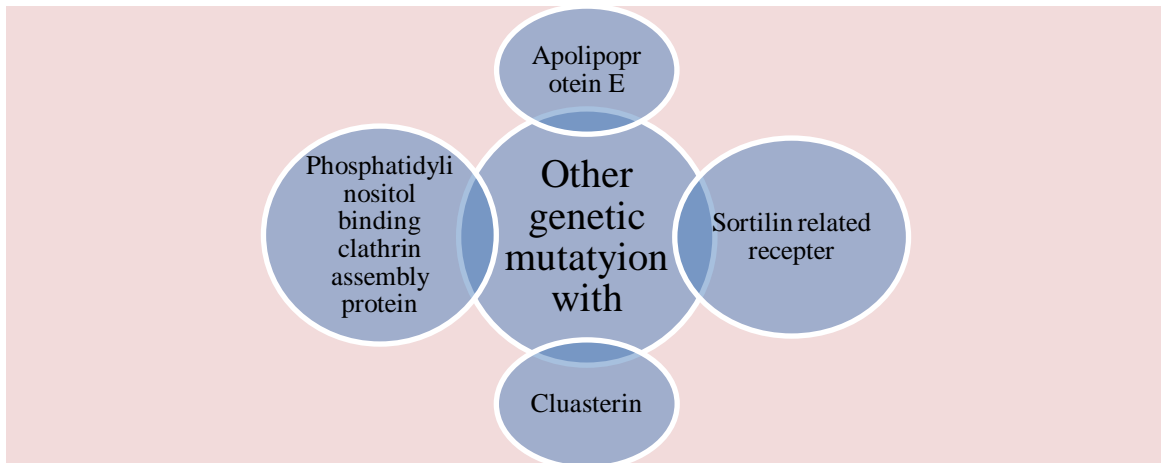 Apolipopr
otein E
Phosphatidyli
nositol
binding
clathrin
assembly
protein
Other
genetic
mutatyion
with
Sortilin related
recepter
Cluasterin